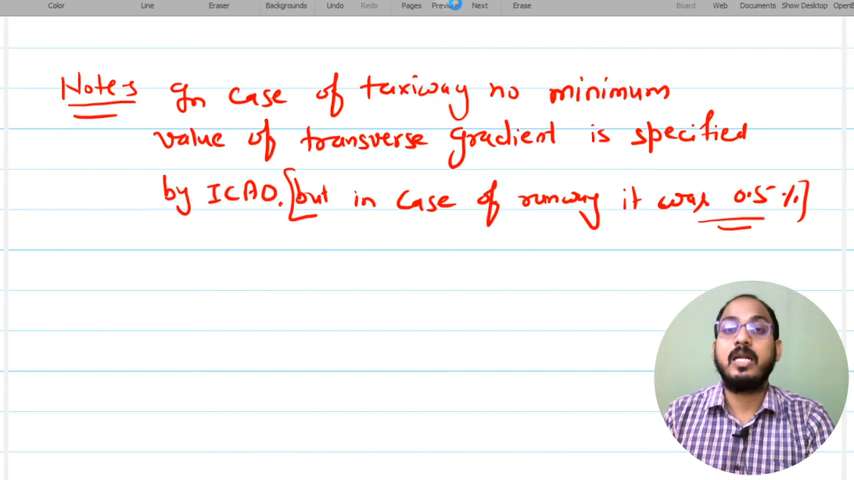 Color Line Eraser Backgrounds Undo Redo Pages Previ Next Erase Board Web Documents Show Desktop OpenB
Notes In case of taxiway no minimum
value of transverse gradient is specified
by ICAO. [but in case of runway it was 0.5 %]